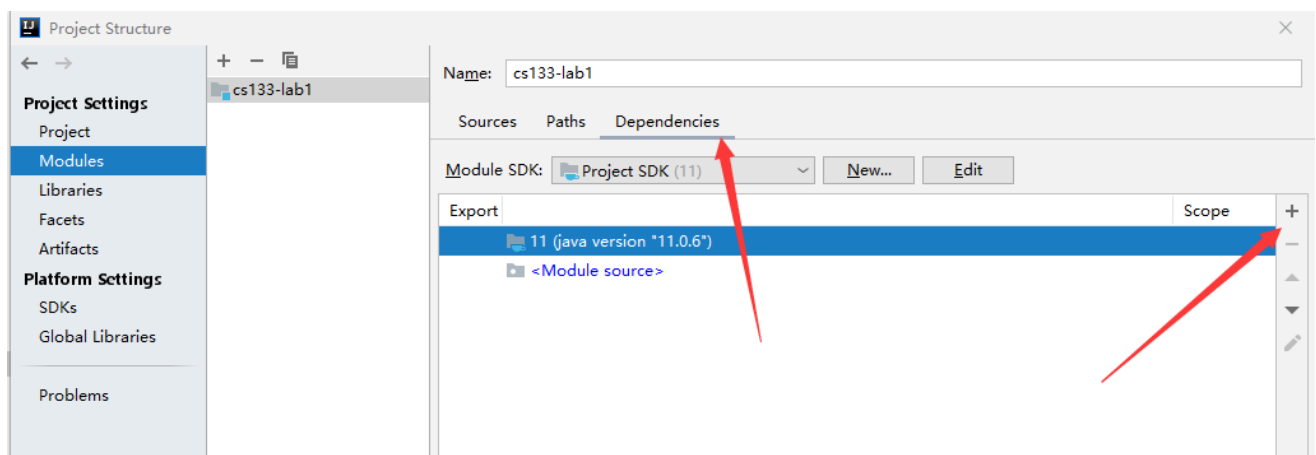 Project Structure
cs133-lab1
Name: cs133-lab1
Project Settings
Project
Modules
Libraries
Facets
Artifacts
Platform Settings
SDKs
Global Libraries
Problems
Sources Paths Dependencies
Module SDK: Project SDK (11) New... Edit
Export Scope
11 (java version "11.0.6")
<Module source>